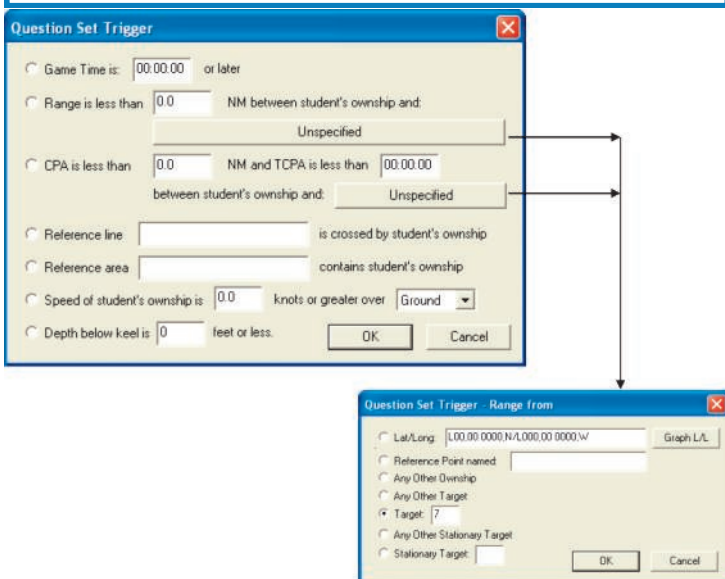 Question Set Trigger
Game Time is: 00:00:00 or later
Range is less than 0.0 NM between student's ownship and:
Unspecified
CPA is less than 0.0 NM and TCPA is less than 00:00:00
between student's ownship and: Unspecified
Reference line is crossed by student's ownship
Reference area contains student's ownship
Speed of student's ownship is 0.0 knots or greater over Ground
Depth below keel is 0 feet or less.
OK Cancel
Question Set Trigger - Range from
Lat/Long: L00,00.0000,N/L000,00.0000,W Graph L/L
Reference Point named:
Any Other Ownship
Any Other Target
Target: 7
Any Other Stationary Target
Stationary Target:
OK Cancel